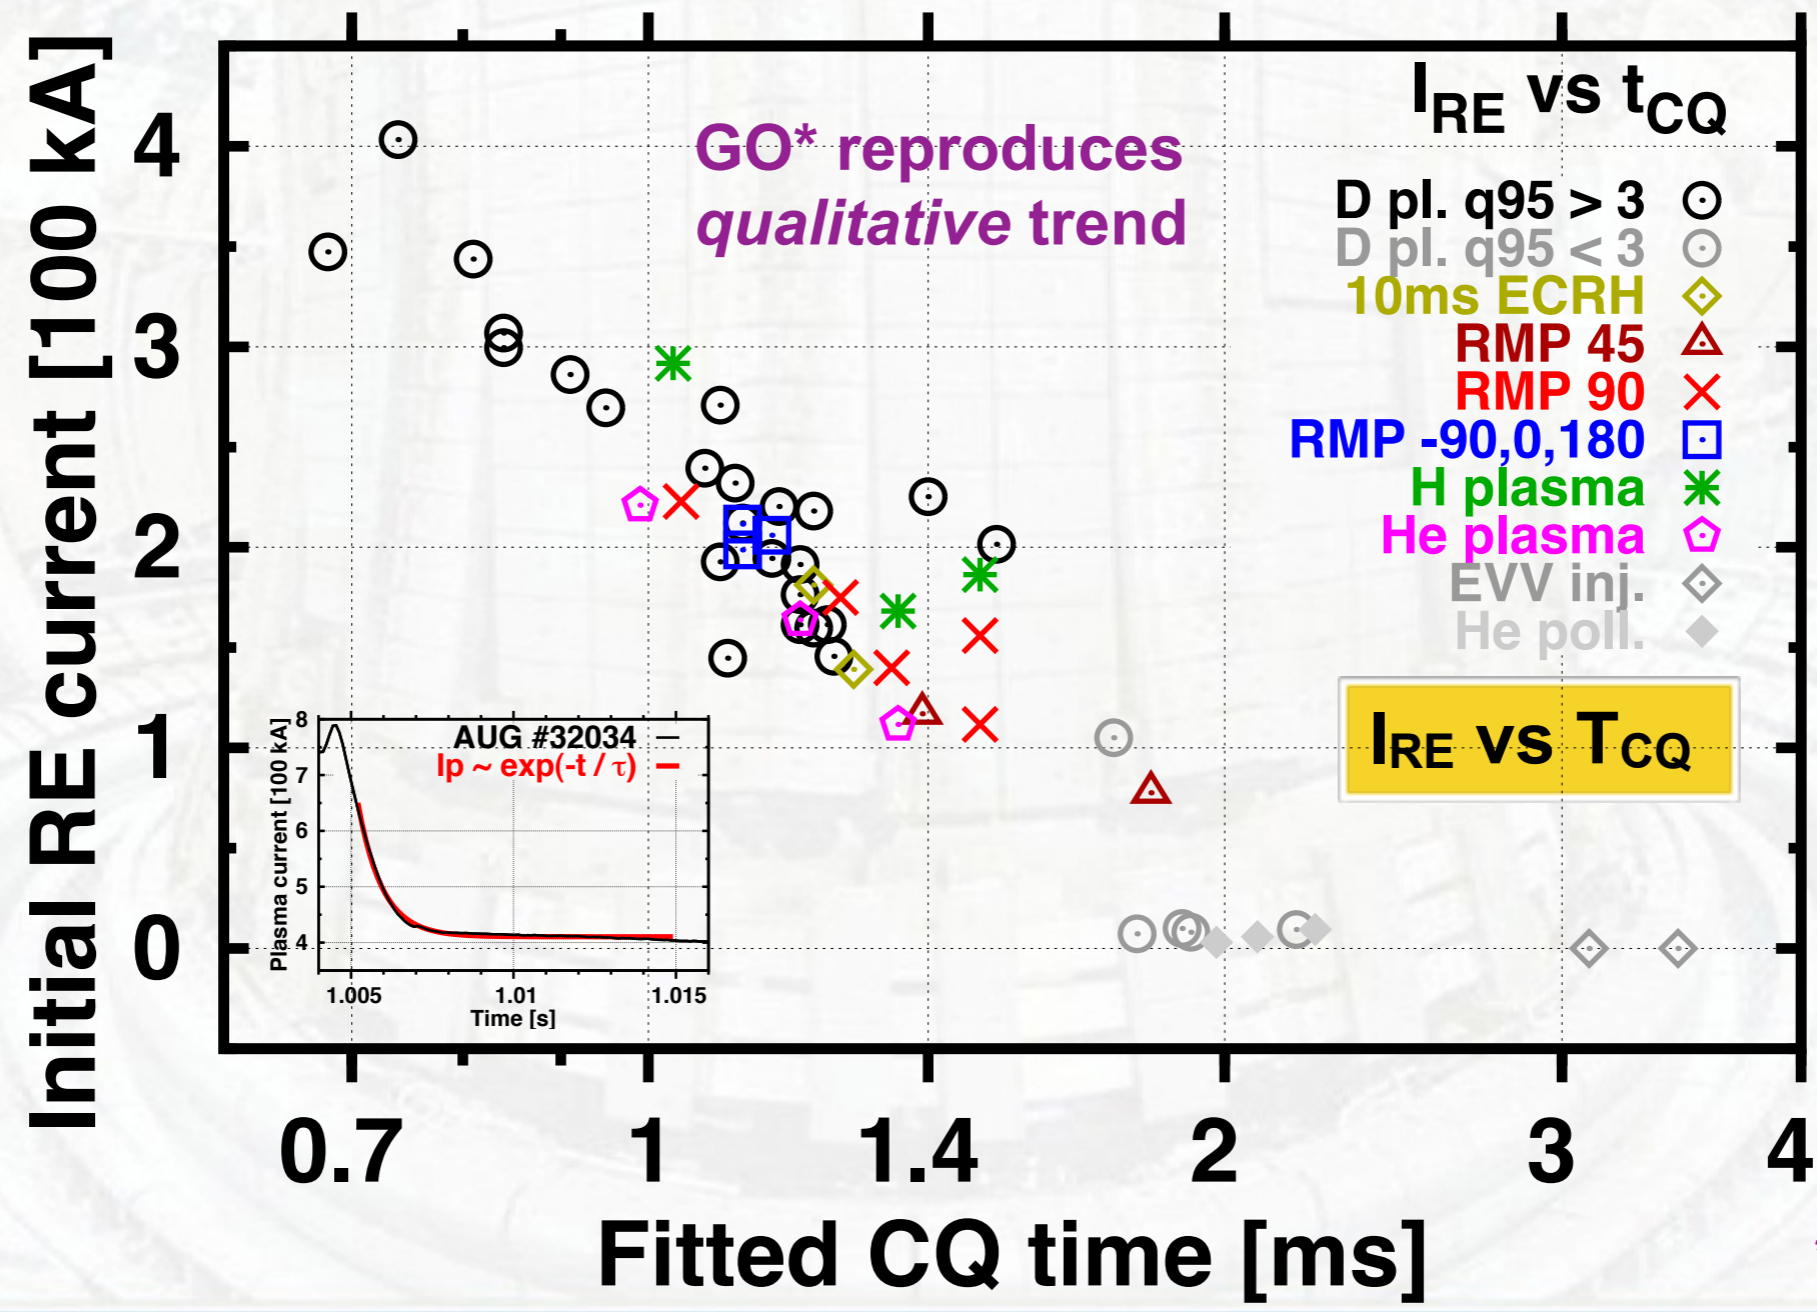 Initial RE current [100 kA]
4
3
2
1
0
GO* reproduces
qualitative trend
I_RE vs t_CQ
D pl. q95 > 3
D pl. q95 < 3
10ms ECRH
RMP 45
RMP 90
RMP -90,0,180
H plasma
He plasma
EVV inj.
He poll.
I_RE vs T_CQ
Plasma current [100 kA]
8
7
6
5
4
AUG #32034
Ip ~ exp(-t / τ)
1.005 1.01 1.015
Time [s]
0.7 1 1.4 2 3 4
Fitted CQ time [ms]